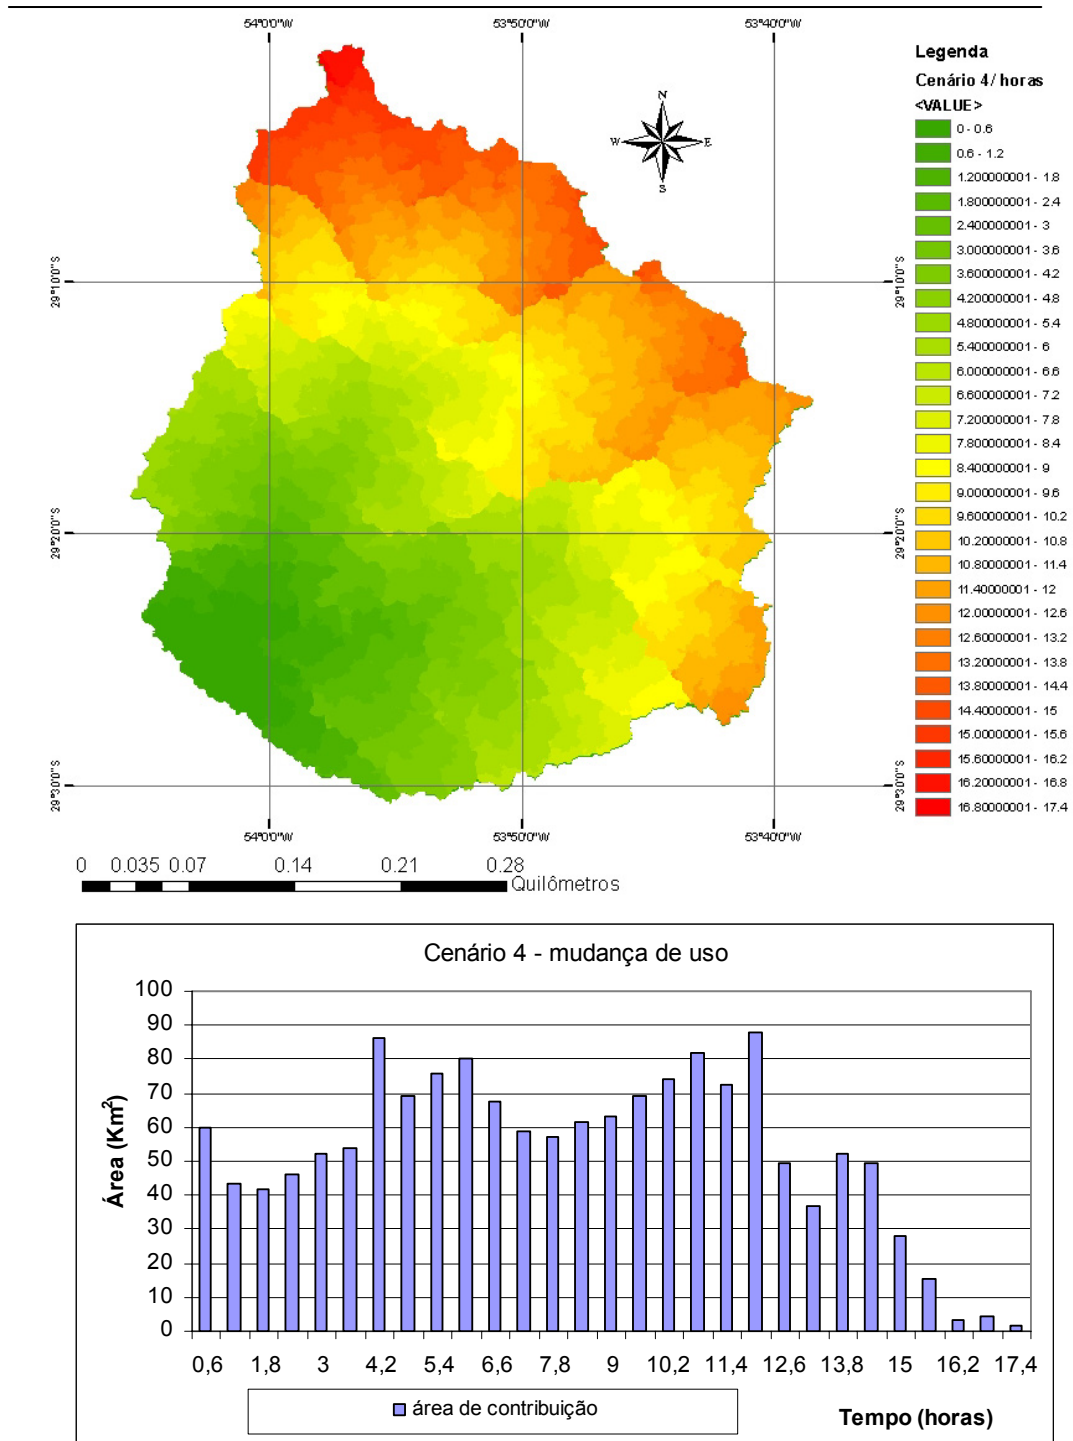 54°0'0"W 53°50'0"W 53°40'0"W
Legenda
Cenário 4/ horas
<VALUE>
0 - 0.6
0.6 - 1.2
1.20000001 - 1.8
1.800000001 - 2.4
2.400000001 - 3
3.000000001 - 3.6
3.600000001 - 4.2
4.200000001 - 4.8
4.800000001 - 5.4
5.400000001 - 6
6.000000001 - 6.6
6.600000001 - 7.2
7.200000001 - 7.8
7.800000001 - 8.4
8.400000001 - 9
9.000000001 - 9.6
9.600000001 - 10.2
10.20000001 - 10.8
10.80000001 - 11.4
11.40000001 - 12
12.00000001 - 12.6
12.60000001 - 13.2
13.20000001 - 13.8
13.80000001 - 14.4
14.40000001 - 15
15.00000001 - 15.6
15.60000001 - 16.2
16.20000001 - 16.8
16.80000001 - 17.4
N
W E
S
29°10'0"S 29°10'0"S
29°20'0"S 29°20'0"S
29°30'0"S 29°30'0"S
54°0'0"W 53°50'0"W 53°40'0"W
0 0.035 0.07 0.14 0.21 0.28
Quilômetros
Cenário 4 - mudança de uso
Área (Km²)
100
90
80
70
60
50
40
30
20
10
0
0,6 1,8 3 4,2 5,4 6,6 7,8 9 10,2 11,4 12,6 13,8 15 16,2 17,4
área de contribuição
Tempo (horas)